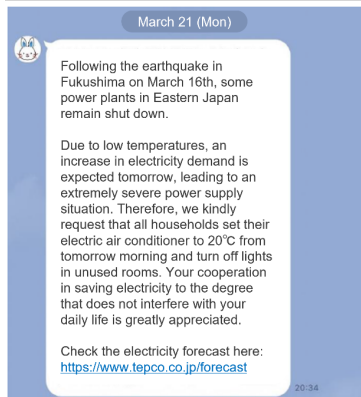 March 21 (Mon)
Following the earthquake in
Fukushima on March 16th, some
power plants in Eastern Japan
remain shut down.
Due to low temperatures, an
increase in electricity demand is
expected tomorrow, leading to an
extremely severe power supply
situation. Therefore, we kindly
request that all households set their
electric air conditioner to 20℃ from
tomorrow morning and turn off lights
in unused rooms. Your cooperation
in saving electricity to the degree
that does not interfere with your
daily life is greatly appreciated.
Check the electricity forecast here:
https://www.tepco.co.jp/forecast
20:34